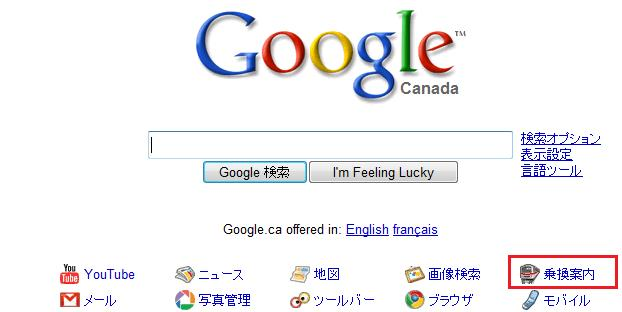 Google™
Canada
検索オプション
表示設定
言語ツール
Google 検索 I'm Feeling Lucky
Google.ca offered in: English français
You Tube YouTube ニュース 地図 画像検索 乗換案内
メール 写真管理 ツールバー ブラウザ モバイル